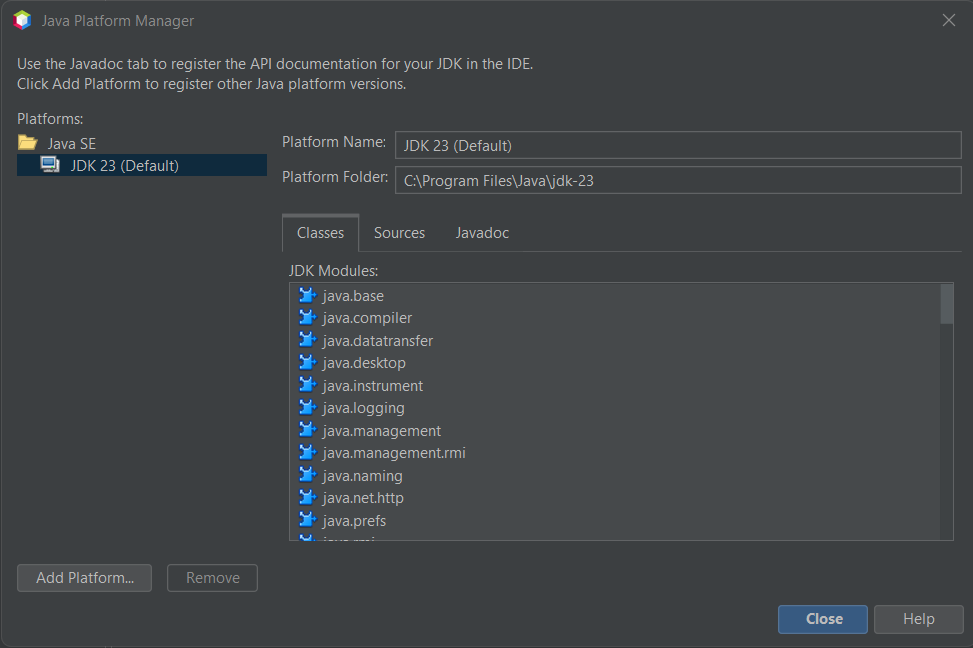 Java Platform Manager
Use the Javadoc tab to register the API documentation for your JDK in the IDE.
Click Add Platform to register other Java platform versions.
Platforms:
Java SE
JDK 23 (Default)
Platform Name: JDK 23 (Default)
Platform Folder: C:\Program Files\Java\jdk-23
Classes Sources Javadoc
JDK Modules:
java.base
java.compiler
java.datatransfer
java.desktop
java.instrument
java.logging
java.management
java.management.rmi
java.naming
java.net.http
java.prefs
Add Platform... Remove
Close Help